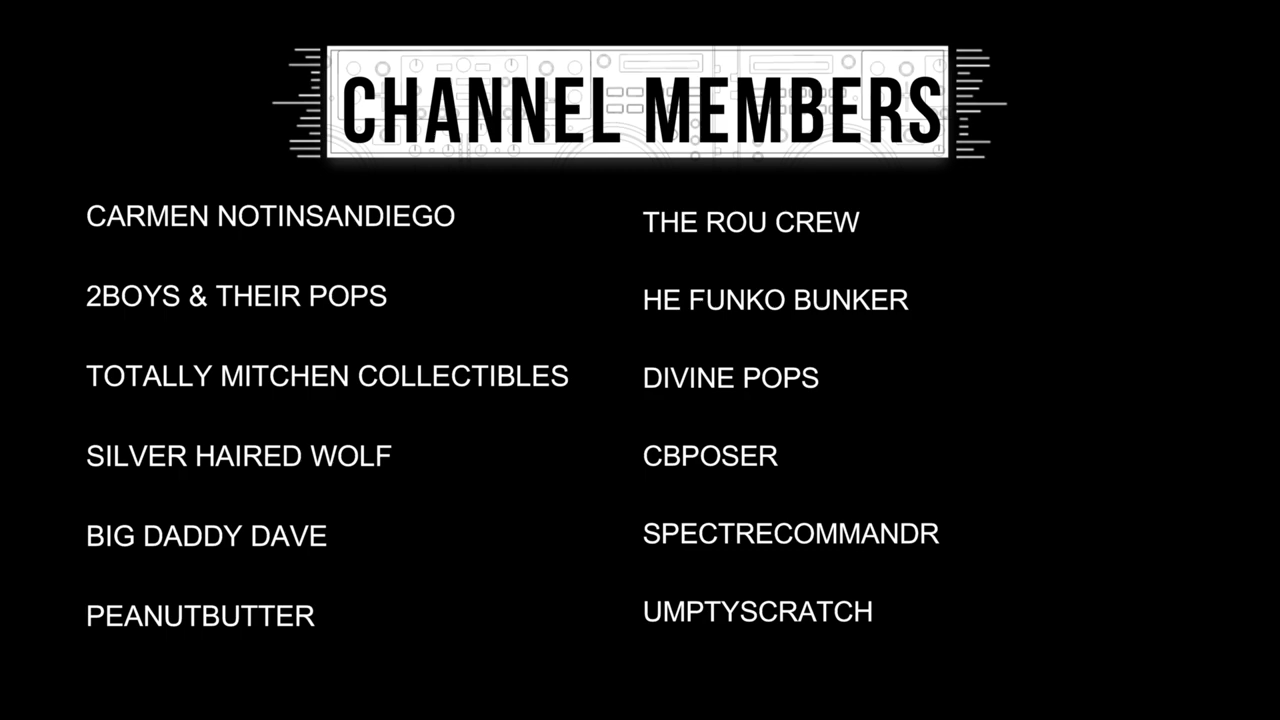 CHANNEL MEMBERS
CARMEN NOTINSANDIEGO
2BOYS & THEIR POPS
TOTALLY MITCHEN COLLECTIBLES
SILVER HAIRED WOLF
BIG DADDY DAVE
PEANUTBUTTER
THE ROU CREW
HE FUNKO BUNKER
DIVINE POPS
CBPOSER
SPECTRECOMMANDR
UMPTYSCRATCH